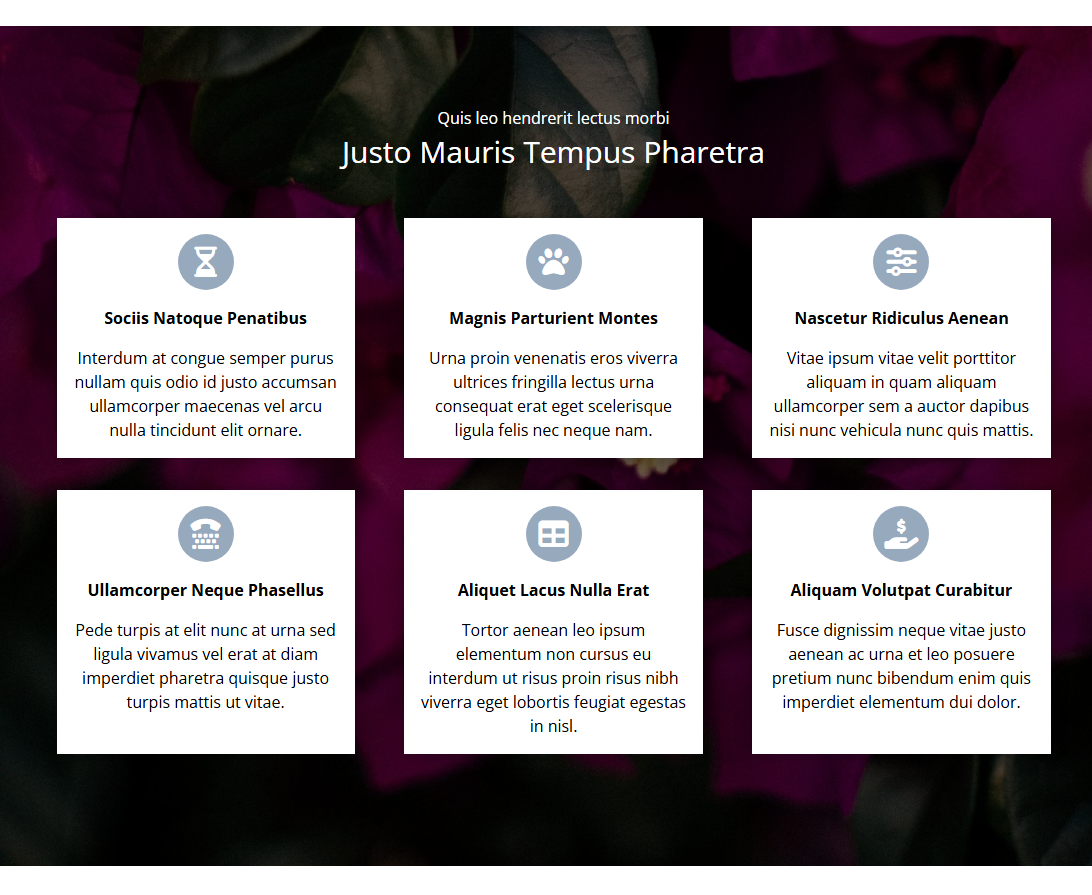 Quis leo hendrerit lectus morbi
Justo Mauris Tempus Pharetra
Sociis Natoque Penatibus
Interdum at congue semper purus
nullam quis odio id justo accumsan
ullamcorper maecenas vel arcu
nulla tincidunt elit ornare.
Magnis Parturient Montes
Urna proin venenatis eros viverra
ultrices fringilla lectus urna
consequat erat eget scelerisque
ligula felis nec neque nam.
Nascetur Ridiculus Aenean
Vitae ipsum vitae velit porttitor
aliquam in quam aliquam
ullamcorper sem a auctor dapibus
nisi nunc vehicula nunc quis mattis.
Ullamcorper Neque Phasellus
Pede turpis at elit nunc at urna sed
ligula vivamus vel erat at diam
imperdiet pharetra quisque justo
turpis mattis ut vitae.
Aliquet Lacus Nulla Erat
Tortor aenean leo ipsum
elementum non cursus eu
interdum ut risus proin risus nibh
viverra eget lobortis feugiat egestas
in nisl.
$
Aliquam Volutpat Curabitur
Fusce dignissim neque vitae justo
aenean ac urna et leo posuere
pretium nunc bibendum enim quis
imperdiet elementum dui dolor.